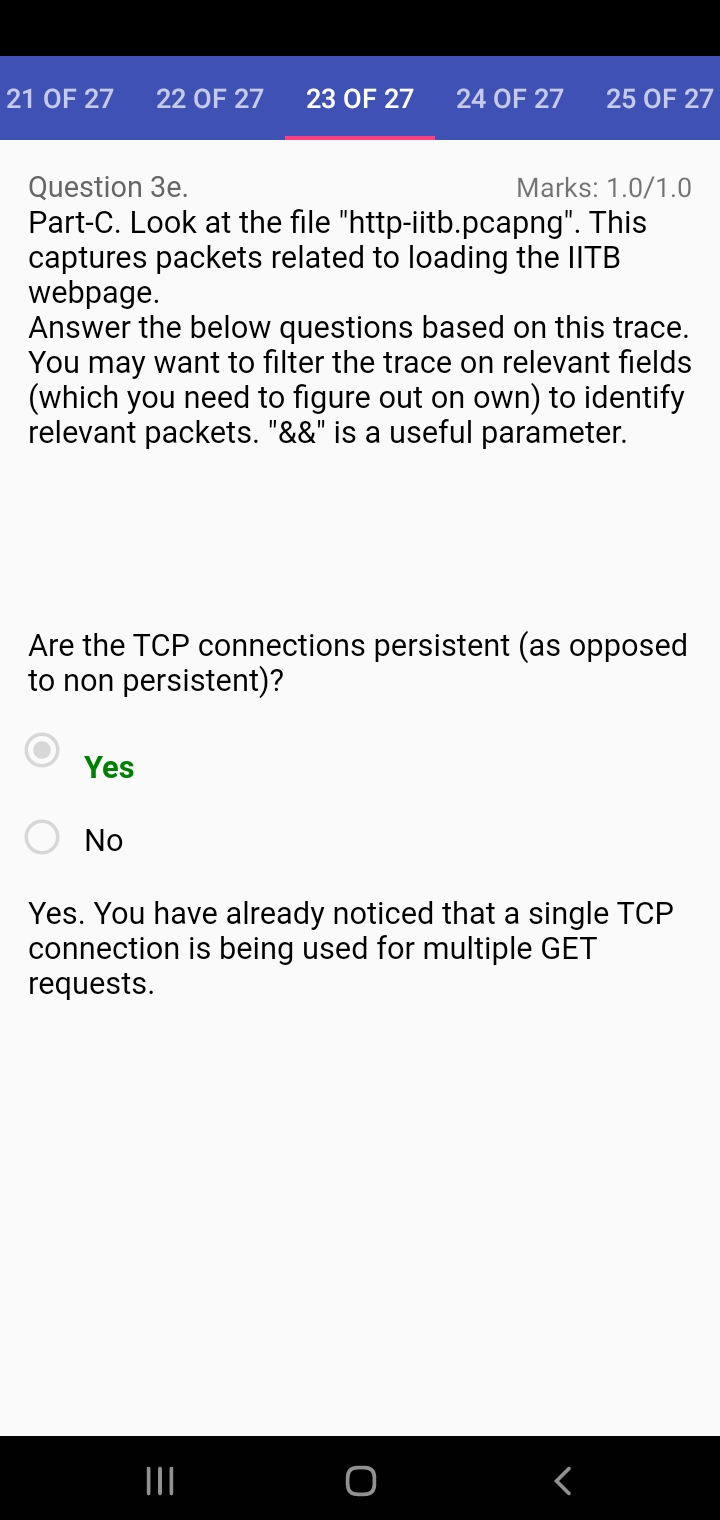 21 OF 27 22 OF 27 23 OF 27 24 OF 27 25 OF 27
Question 3e. Marks: 1.0/1.0
Part-C. Look at the file "http-iitb.pcapng". This
captures packets related to loading the IITB
webpage.
Answer the below questions based on this trace.
You may want to filter the trace on relevant fields
(which you need to figure out on own) to identify
relevant packets. "&&" is a useful parameter.
Are the TCP connections persistent (as opposed
to non persistent)?
Yes
No
Yes. You have already noticed that a single TCP
connection is being used for multiple GET
requests.